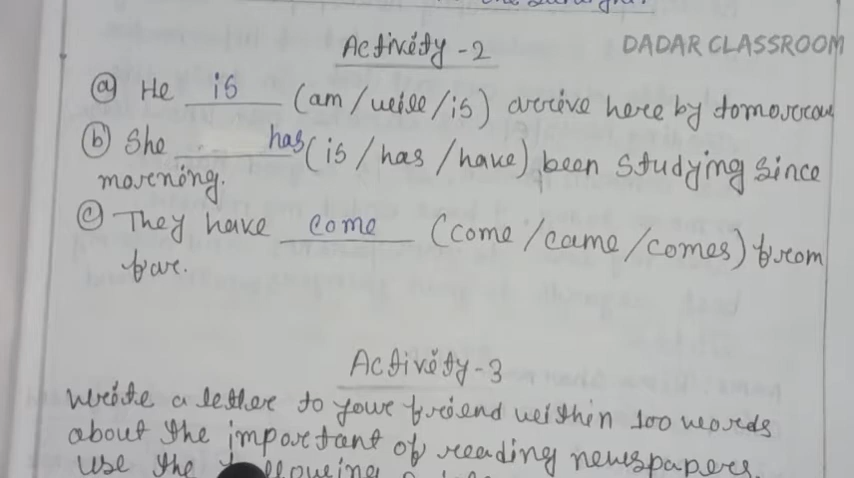 Activity-2
DADAR CLASSROOM
(a) He is (am/will/is) arrive here by tomorrow
(b) She has (is/has/have) been studying since
morning.
(c) They have come (come/came/comes) from
far.
Activity-3
Write a letter to your friend within 100 words
about the important of reading newspapers.
Use the